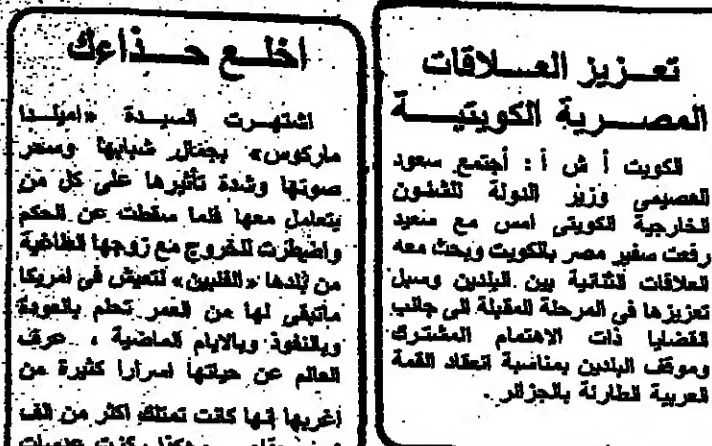 تعزيز العلاقات
المصرية الكويتية
الكويت أ ش أ : أجتمع سعود
العصيمى وزير الدولة للشئون
الخارجية الكويتى امس مع سعيد
رفعت سفير مصر بالكويت وبحث معه
العلاقات الثنائية بين البلدين وسبل
تعزيزها في المرحلة المقبلة الى جانب
القضايا ذات الاهتمام المشترك
وموقف البلدين بمناسبة انعقاد القمة
العربية الطارئة بالجزائر .
اخلع حذاءك
اشتهرت السيدة «اميلدا
ماركوس» بجمال شبابها وسحر
صوتها وشدة تأثيرها على كل من
يتعامل معها فلما سقطت عن الحكم
واضطرت للخروج مع زوجها الطاغية
من بلدها «الفلبين» لتعيش فى امريكا
ماتبقى لها من العمر تحلم بالعودة
وبالنفوذ وبالايام الماضية ، عرف
العالم عن حياتها اسرارا كثيرة من
اغربها إنها كانت تمتلك اكثر من الف